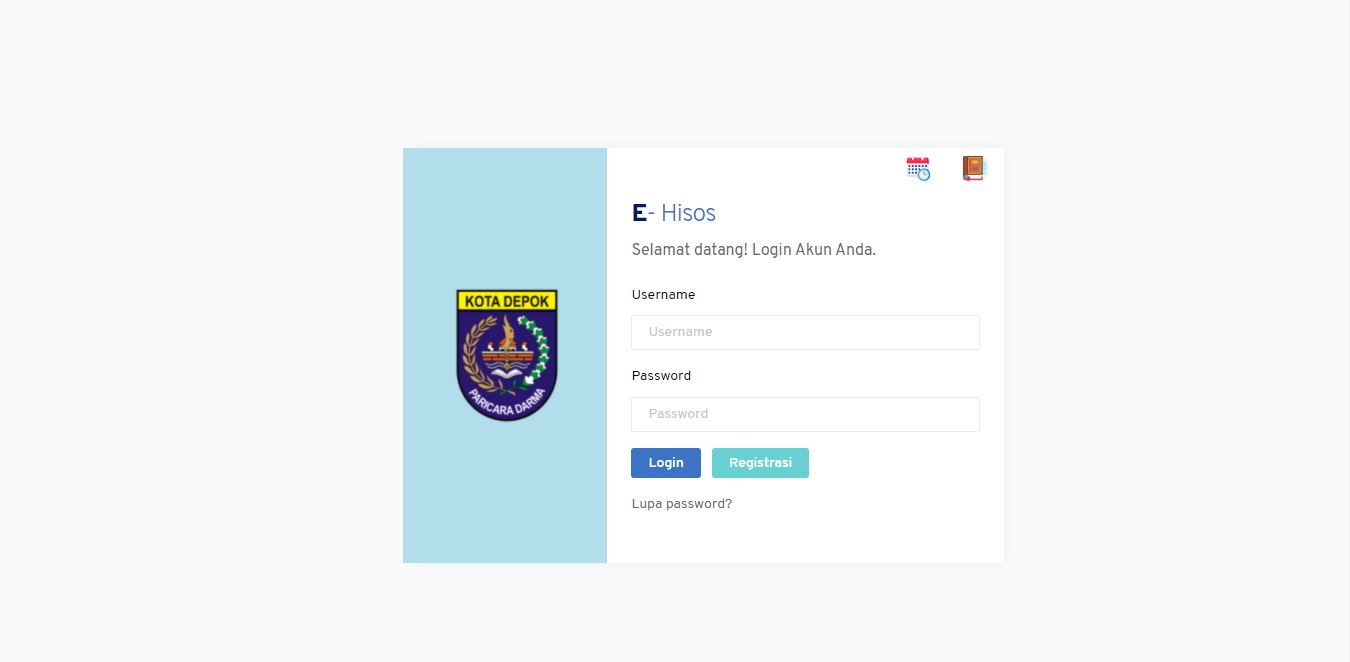 KOTA DEPOK
PARICARA DARMA
E- Hisos
Selamat datang! Login Akun Anda.
Username
Username
Password
Password
Login Registrasi
Lupa password?